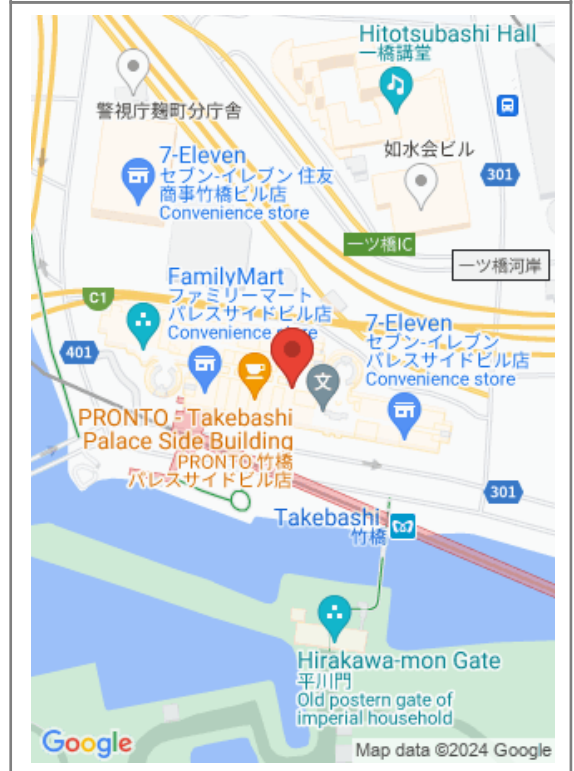 Hitotsubashi Hall
一橋講堂
警視庁麹町分庁舎
7-Eleven
セブン-イレブン 住友
商事竹橋ビル店
Convenience store
如水会ビル
301
一ツ橋IC
一ツ橋河岸
FamilyMart
ファミリーマート
パレスサイドビル店
Convenience store
C1
401
7-Eleven
セブン-イレブン
パレスサイドビル店
Convenience store
文
PRONTO - Takebashi
Palace Side Building
PRONTO 竹橋
パレスサイドビル店
301
Takebashi
竹橋
Hirakawa-mon Gate
平川門
Old postern gate of
imperial household
Google
Map data ©2024 Google